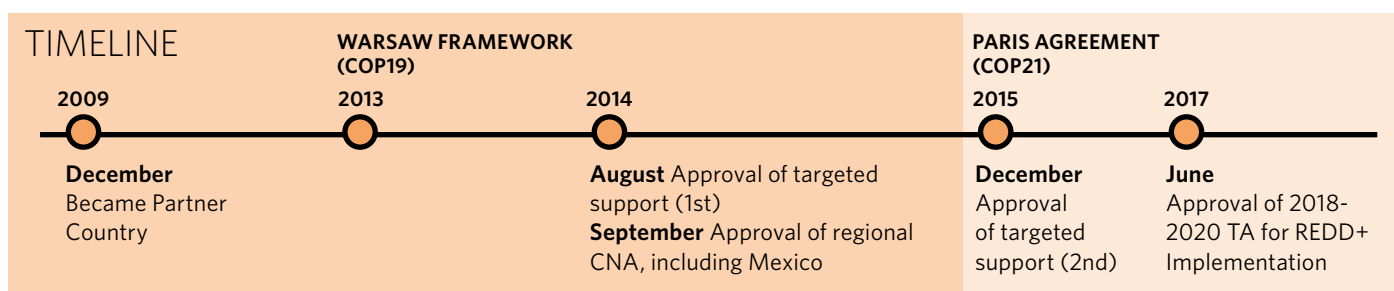 TIMELINE
WARSAW FRAMEWORK
(COP19)
PARIS AGREEMENT
(COP21)
2009
2013
2014
2015
2017
December
Became Partner
Country
August Approval of targeted
support (1st)
September Approval of regional
CNA, including Mexico
December
Approval
of targeted
support (2nd)
June
Approval of 2018-
2020 TA for REDD+
Implementation